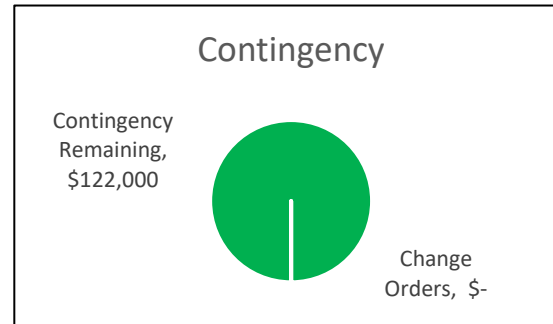 Contingency
Contingency
Remaining,
$122,000
Change
Orders, $-